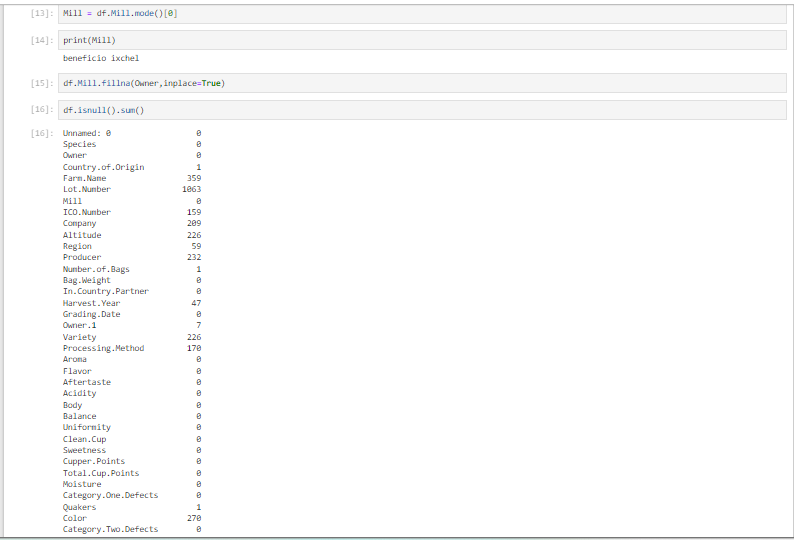 [13]: Mill = df.Mill.mode()[0]
[14]: print(Mill)
beneficio ixchel
[15]: df.Mill.fillna(Owner,inplace=True)
[16]: df.isnull().sum()
[16]: Unnamed: 0 0
Species 0
Owner 0
Country.of.Origin 1
Farm.Name 359
Lot.Number 1063
Mill 0
ICO.Number 159
Company 209
Altitude 226
Region 59
Producer 232
Number.of.Bags 1
Bag.Weight 0
In.Country.Partner 0
Harvest.Year 47
Grading.Date 0
Owner.1 7
Variety 226
Processing.Method 170
Aroma 0
Flavor 0
Aftertaste 0
Acidity 0
Body 0
Balance 0
Uniformity 0
Clean.Cup 0
Sweetness 0
Cupper.Points 0
Total.Cup.Points 0
Moisture 0
Category.One.Defects 0
Quakers 1
Color 270
Category.Two.Defects 0